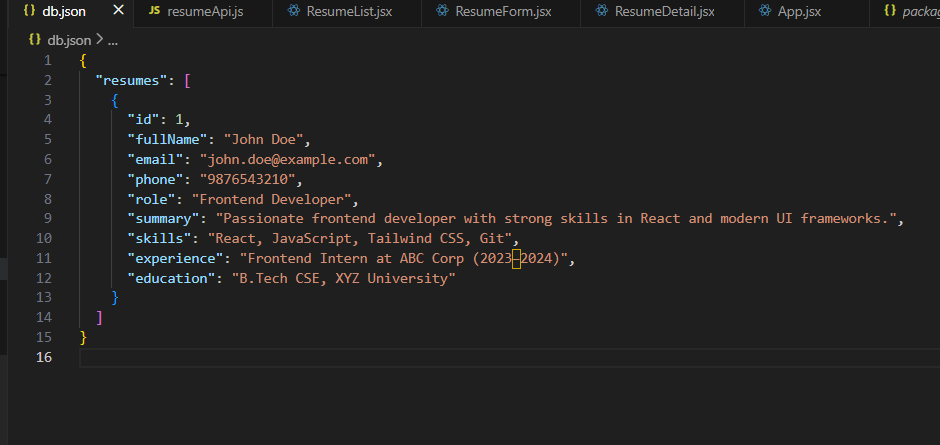 {} db.json × JS resumeApi.js ResumeList.jsx ResumeForm.jsx ResumeDetail.jsx App.jsx {}
{} db.json > ...
1 {
2 "resumes": [
3 {
4 "id": 1,
5 "fullName": "John Doe",
6 "email": "john.doe@example.com",
7 "phone": "9876543210",
8 "role": "Frontend Developer",
9 "summary": "Passionate frontend developer with strong skills in React and modern UI frameworks.",
10 "skills": "React, JavaScript, Tailwind CSS, Git",
11 "experience": "Frontend Intern at ABC Corp (2023–2024)",
12 "education": "B.Tech CSE, XYZ University"
13 }
14 ]
15 }
16